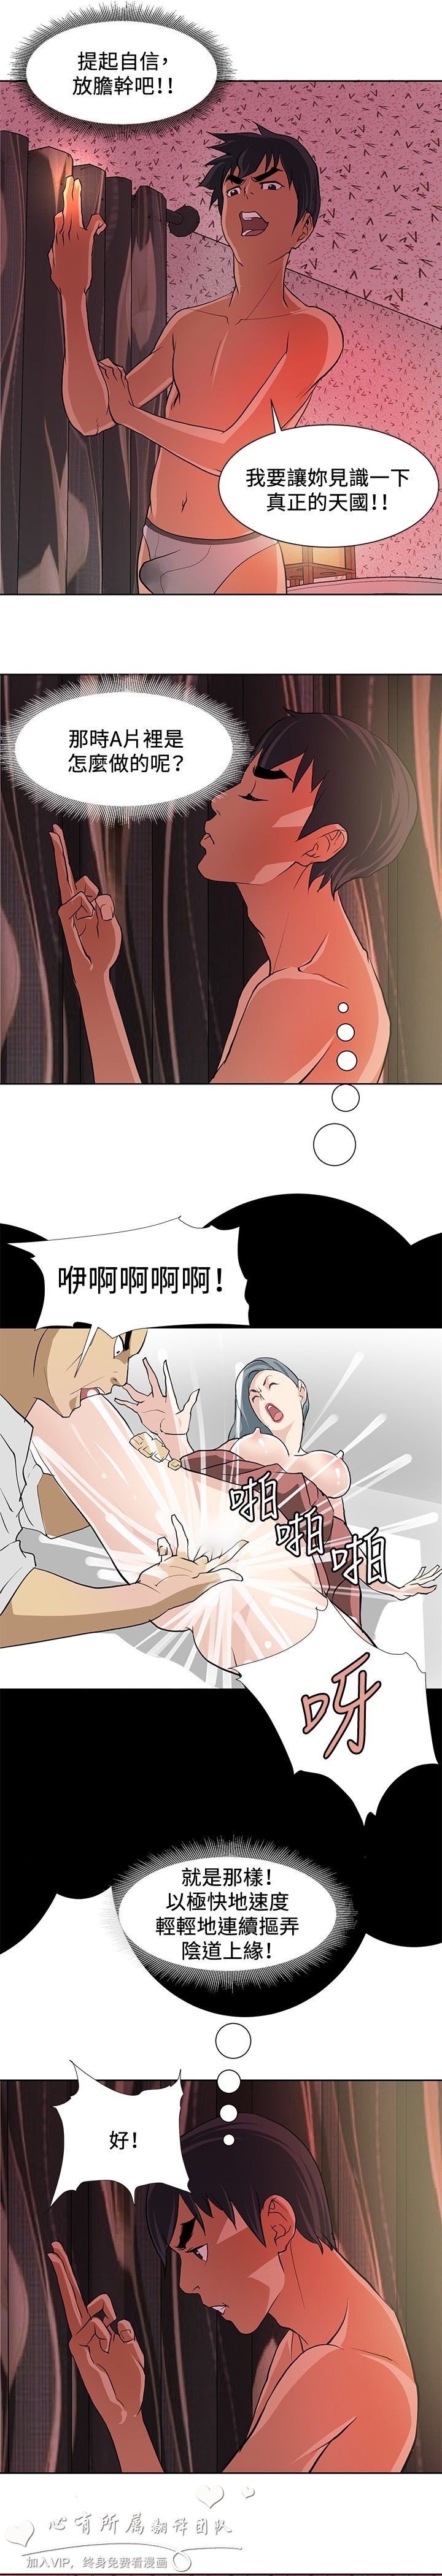 提起自信，
放膽幹吧！！
我要讓妳見識一下
真正的天國！！
那時A片裡是
怎麼做的呢？
咿啊啊啊啊！
啪
啪
啪
呀
就是那樣！
以極快地速度
輕輕地連續摳弄
陰道上緣！
好！
心有所属翻译团队
加入VIP，终身免费看漫画